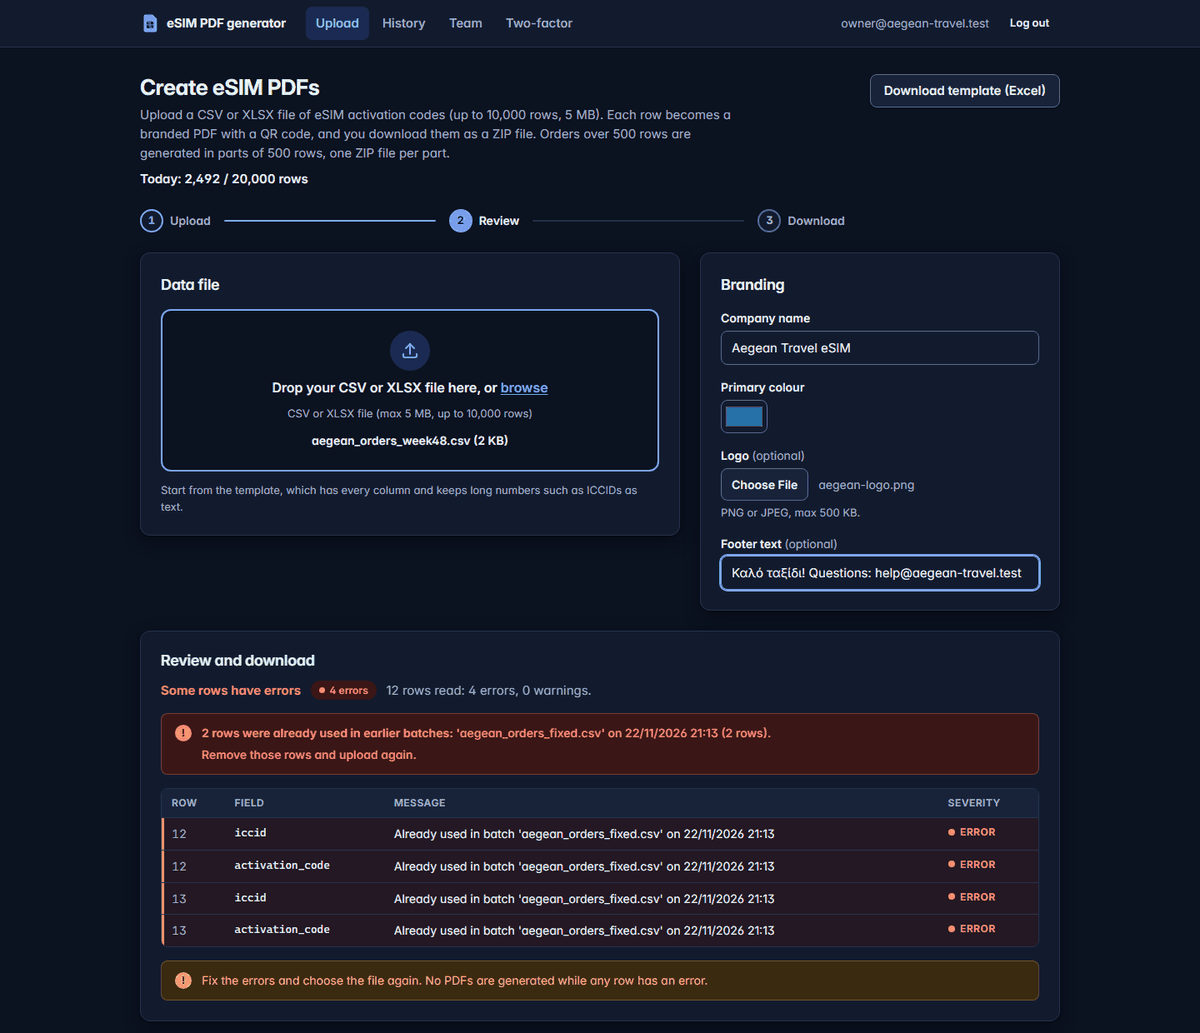 eSIM PDF generator Upload History Team Two-factor owner@aegean-travel.test Log out
Create eSIM PDFs
Download template (Excel)
Upload a CSV or XLSX file of eSIM activation codes (up to 10,000 rows, 5 MB). Each row becomes a
branded PDF with a QR code, and you download them as a ZIP file. Orders over 500 rows are
generated in parts of 500 rows, one ZIP file per part.
Today: 2,492 / 20,000 rows
1 Upload 2 Review 3 Download
Data file
Drop your CSV or XLSX file here, or browse
CSV or XLSX file (max 5 MB, up to 10,000 rows)
aegean_orders_week48.csv (2 KB)
Start from the template, which has every column and keeps long numbers such as ICCIDs as
text.
Branding
Company name
Aegean Travel eSIM
Primary colour
Logo (optional)
Choose File aegean-logo.png
PNG or JPEG, max 500 KB.
Footer text (optional)
Καλό ταξίδι! Questions: help@aegean-travel.test
Review and download
Some rows have errors 4 errors 12 rows read: 4 errors, 0 warnings.
! 2 rows were already used in earlier batches: 'aegean_orders_fixed.csv' on 22/11/2026 21:13 (2 rows).
Remove those rows and upload again.
ROW FIELD MESSAGE SEVERITY
12 iccid Already used in batch 'aegean_orders_fixed.csv' on 22/11/2026 21:13 ERROR
12 activation_code Already used in batch 'aegean_orders_fixed.csv' on 22/11/2026 21:13 ERROR
13 iccid Already used in batch 'aegean_orders_fixed.csv' on 22/11/2026 21:13 ERROR
13 activation_code Already used in batch 'aegean_orders_fixed.csv' on 22/11/2026 21:13 ERROR
! Fix the errors and choose the file again. No PDFs are generated while any row has an error.